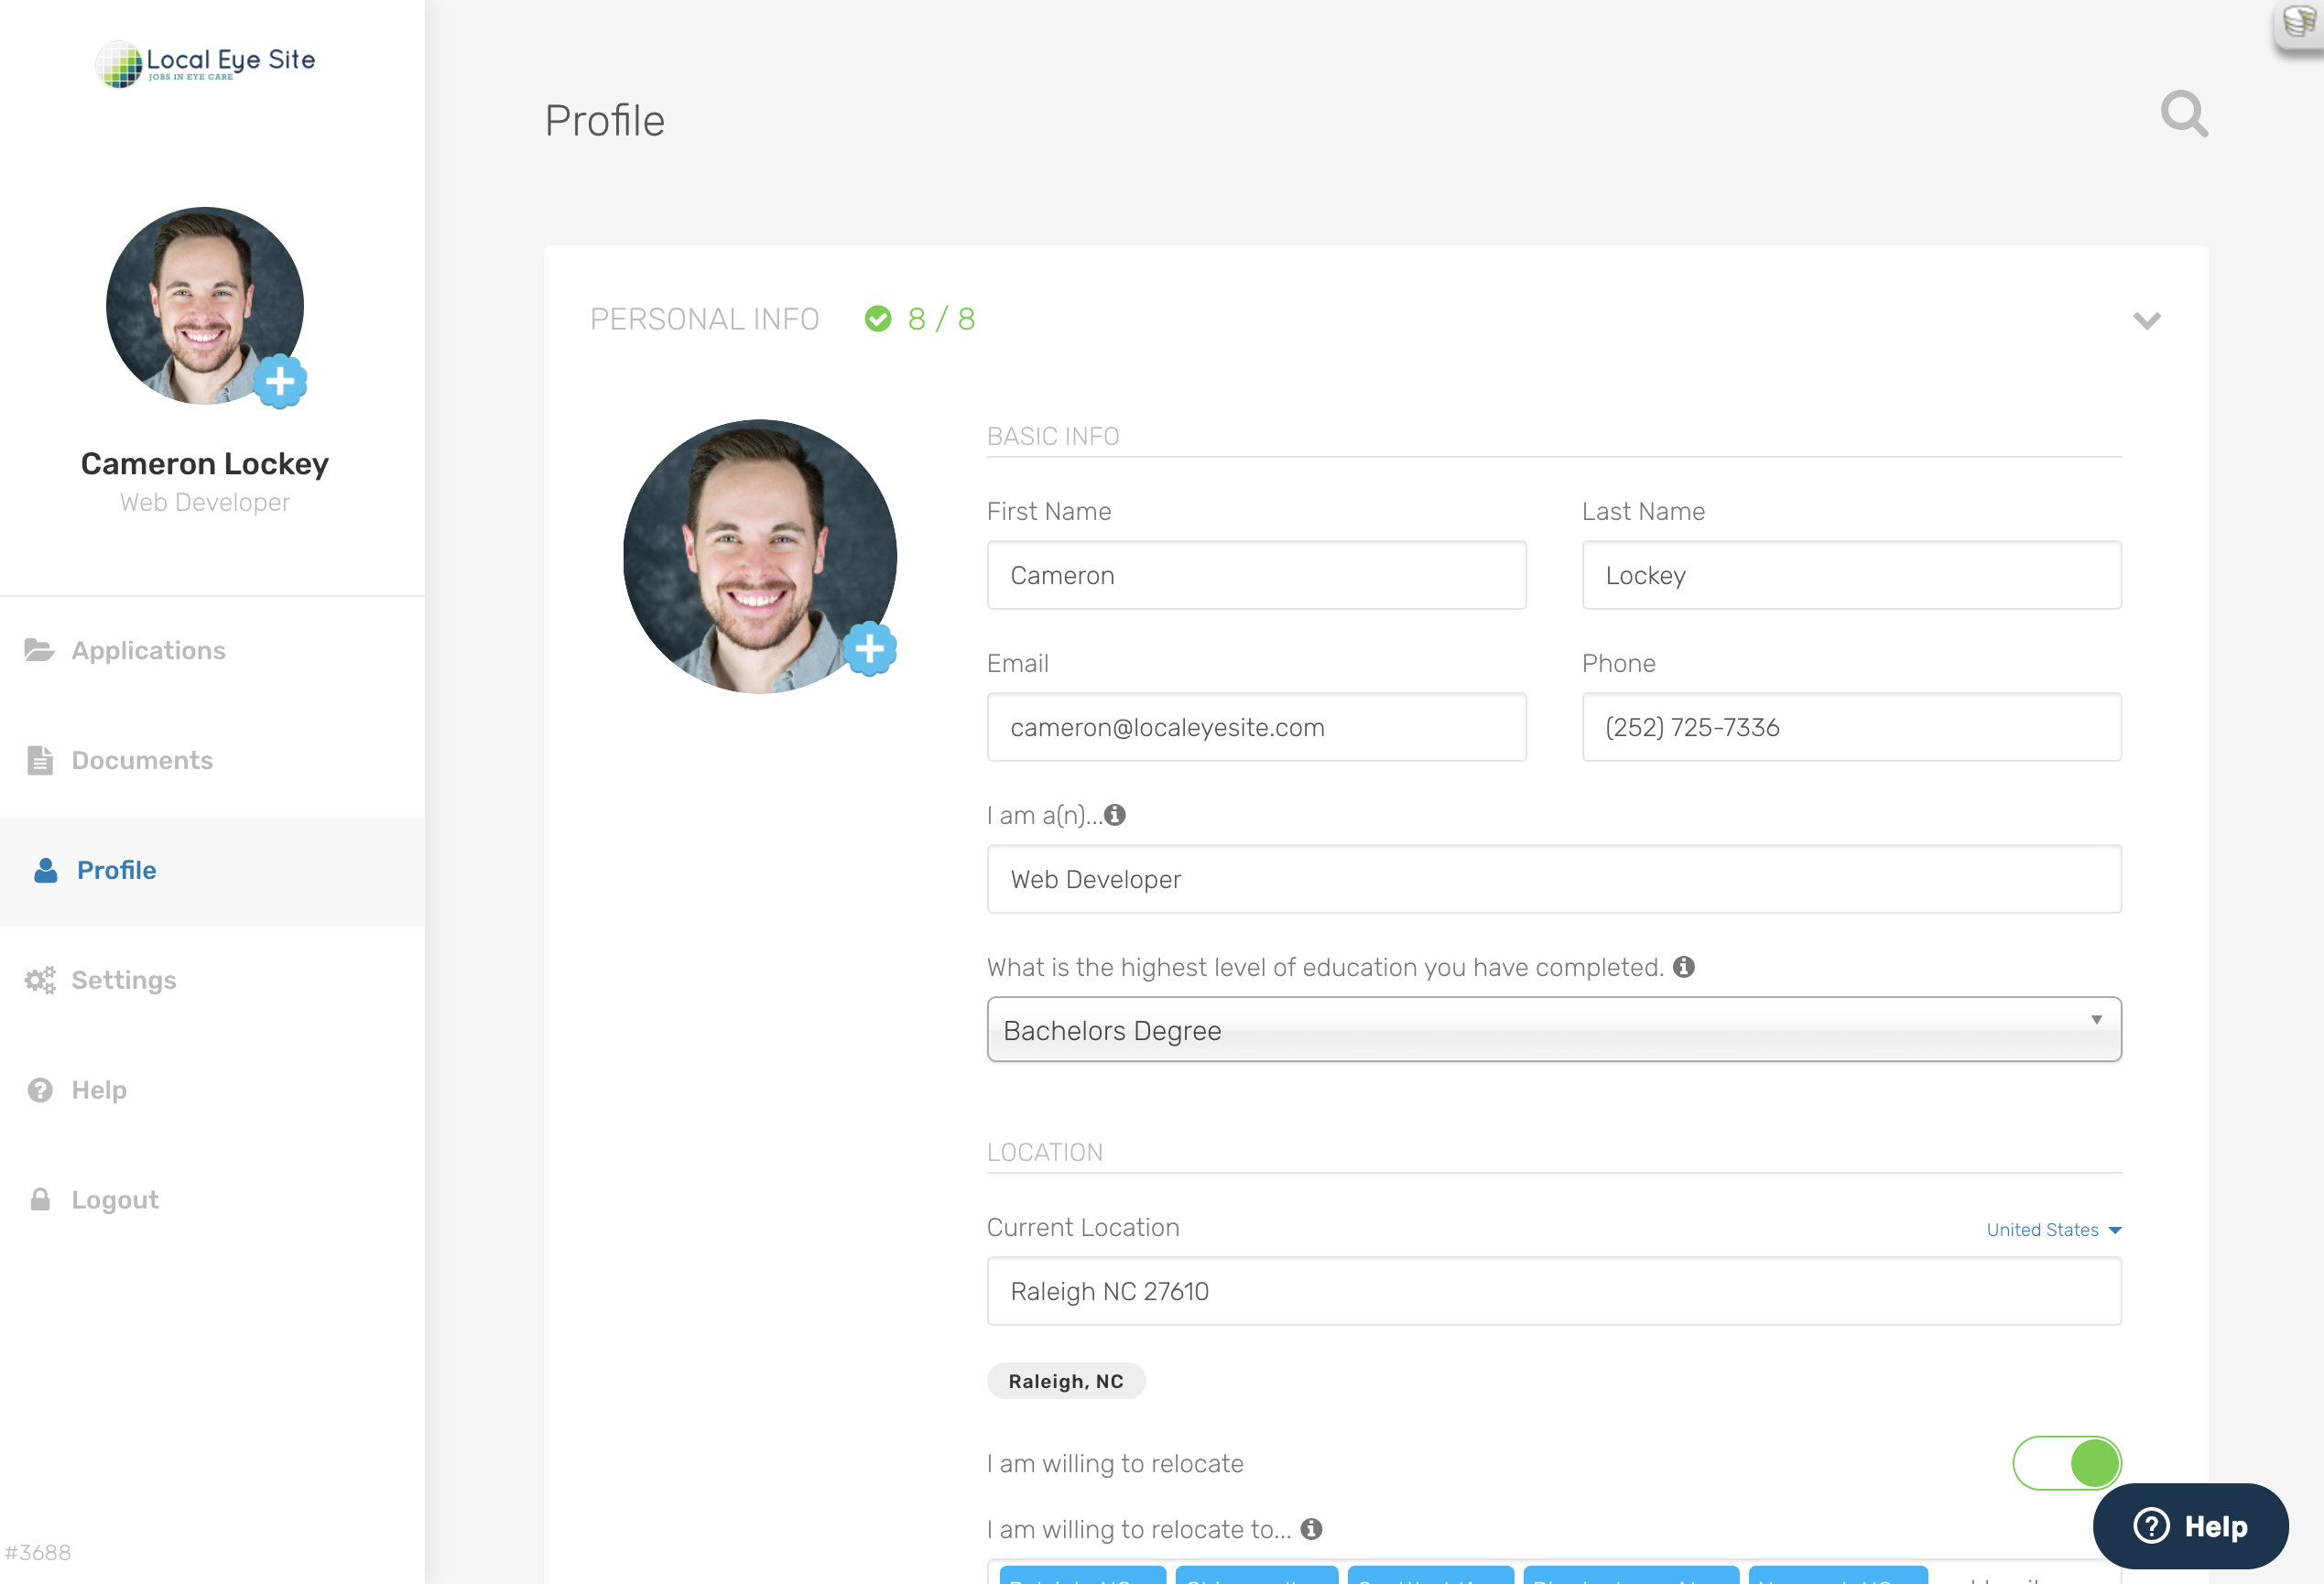 Local Eye Site
JOBS IN EYE CARE
Cameron Lockey
Web Developer
Applications
Documents
Profile
Settings
Help
Logout
#3688
Profile
PERSONAL INFO 8 / 8
BASIC INFO
First Name Last Name
Cameron Lockey
Email Phone
cameron@localeyesite.com (252) 725-7336
I am a(n)...
Web Developer
What is the highest level of education you have completed.
Bachelors Degree
LOCATION
Current Location United States
Raleigh NC 27610
Raleigh, NC
I am willing to relocate
I am willing to relocate to...
Help